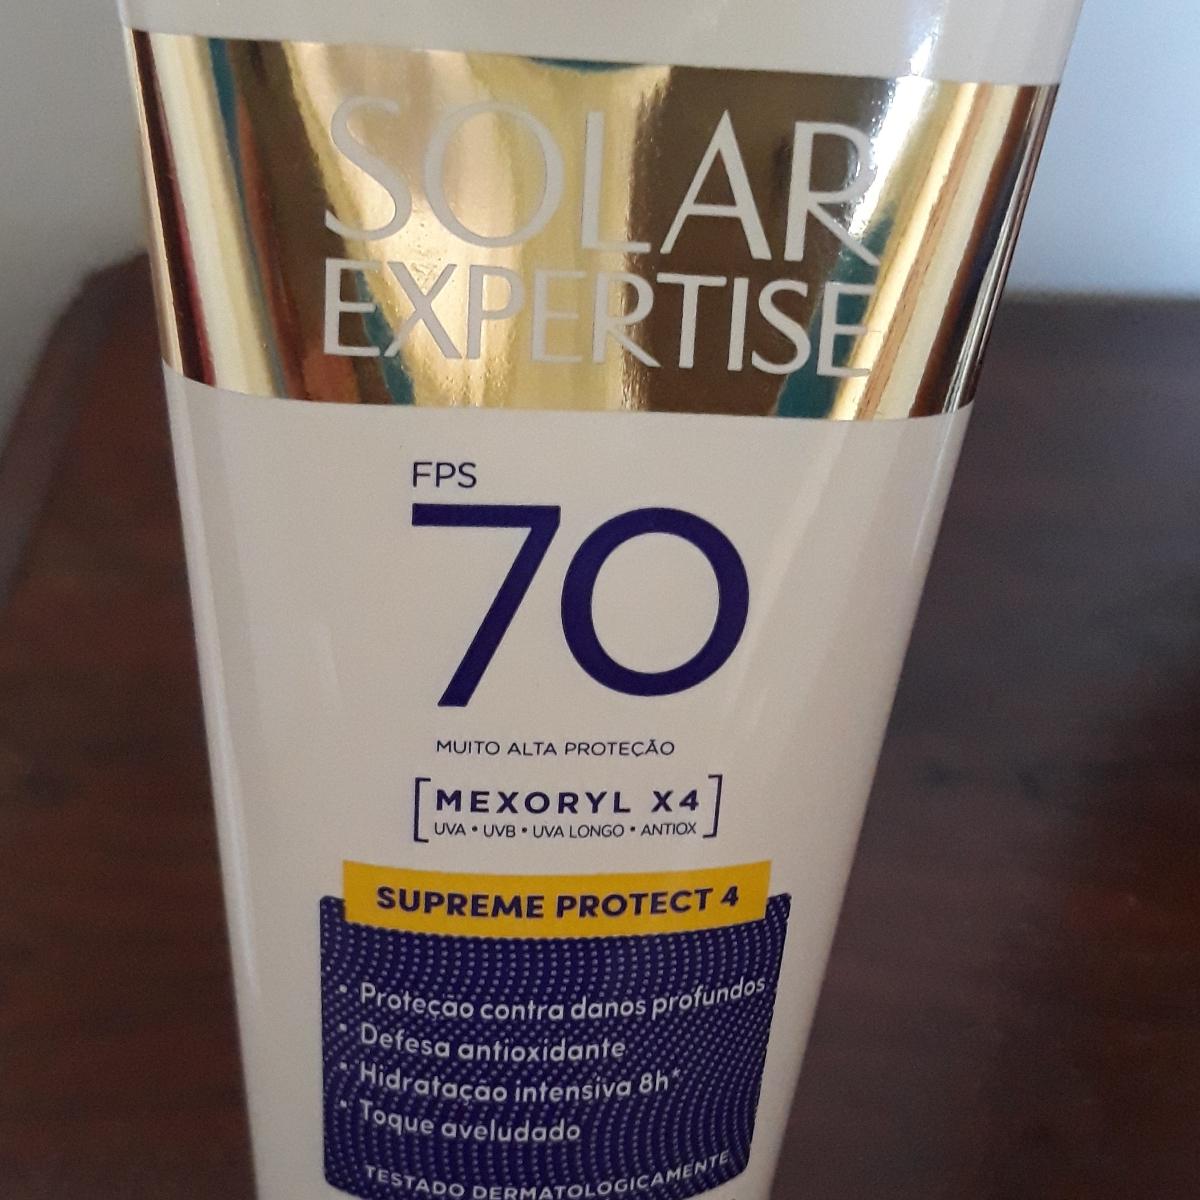 SOLAR
EXPERTISE
FPS
70
MUITO ALTA PROTEÇÃO
[MEXORYL X4
UVA • UVB • UVA LONGO • ANTIOX]
SUPREME PROTECT 4
• Proteção contra danos profundos
• Defesa antioxidante
• Hidratação intensiva 8h*
• Toque aveludado
TESTADO DERMATOLOGICAMENTE